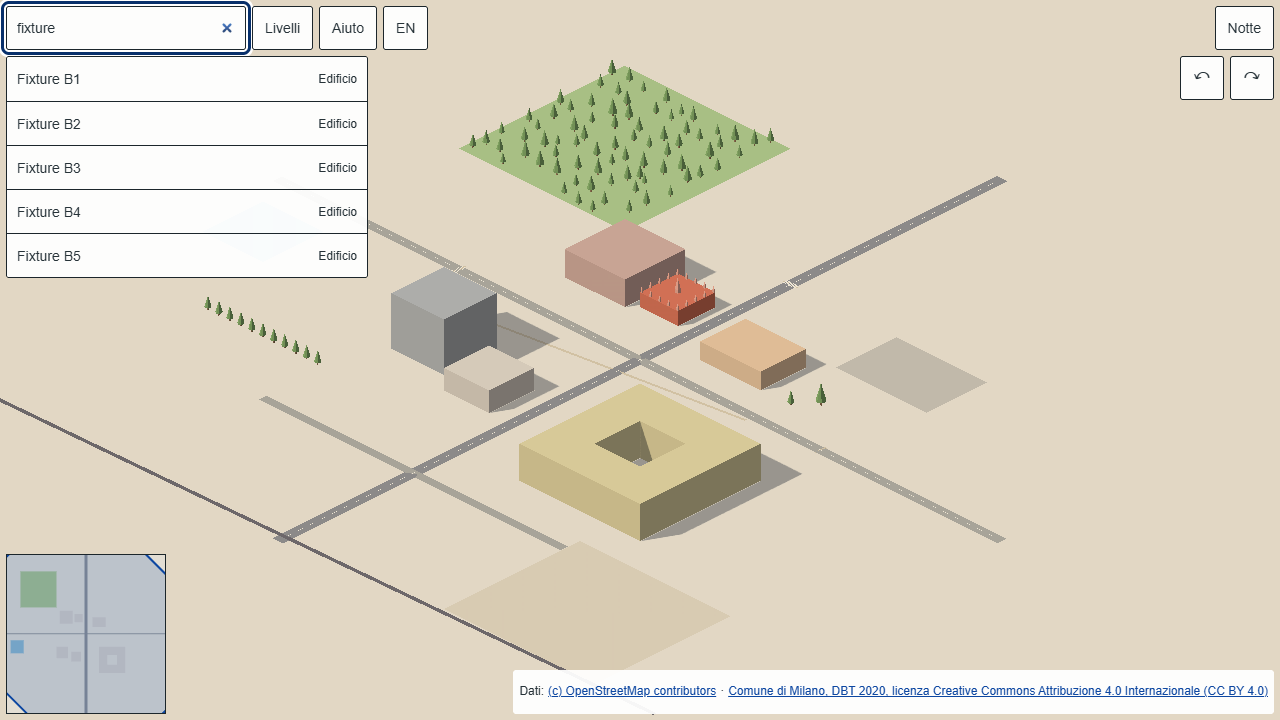 fixture × Livelli Aiuto EN Notte
Fixture B1 Edificio
Fixture B2 Edificio
Fixture B3 Edificio
Fixture B4 Edificio
Fixture B5 Edificio
Dati: (c) OpenStreetMap contributors · Comune di Milano, DBT 2020, licenza Creative Commons Attribuzione 4.0 Internazionale (CC BY 4.0)